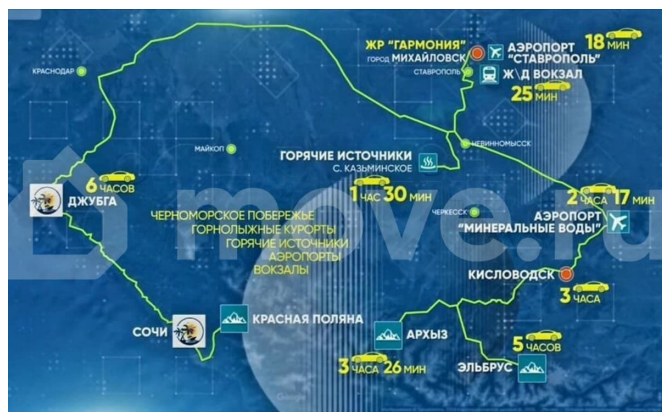 ЖР "ГАРМОНИЯ"
ГОРОД МИХАЙЛОВСК
АЭРОПОРТ
"СТАВРОПОЛЬ"
18 МИН
КРАСНОДАР
СТАВРОПОЛЬ
Ж\Д ВОКЗАЛ
25 МИН
МАЙКОП
НЕВИННОМЫССК
ГОРЯЧИЕ ИСТОЧНИКИ
С. КАЗЬМИНСКОЕ
1 ЧАС 30 МИН
6 ЧАСОВ
ДЖУБГА
move.ru
2 ЧАСА 17 МИН
ЧЕРКЕССК
АЭРОПОРТ
"МИНЕРАЛЬНЫЕ ВОДЫ"
ЧЕРНОМОРСКОЕ ПОБЕРЕЖЬЕ
ГОРНОЛЫЖНЫЕ КУРОРТЫ
ГОРЯЧИЕ ИСТОЧНИКИ
АЭРОПОРТЫ
ВОКЗАЛЫ
КИСЛОВОДСК
3 ЧАСА
СОЧИ
КРАСНАЯ ПОЛЯНА
АРХЫЗ
3 ЧАСА 26 МИН
5 ЧАСОВ
ЭЛЬБРУС
Google